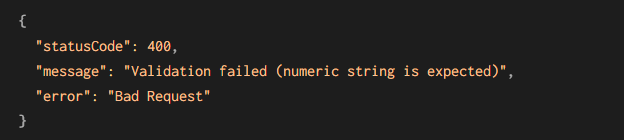 {
"statusCode": 400,
"message": "Validation failed (numeric string is expected)",
"error": "Bad Request"
}